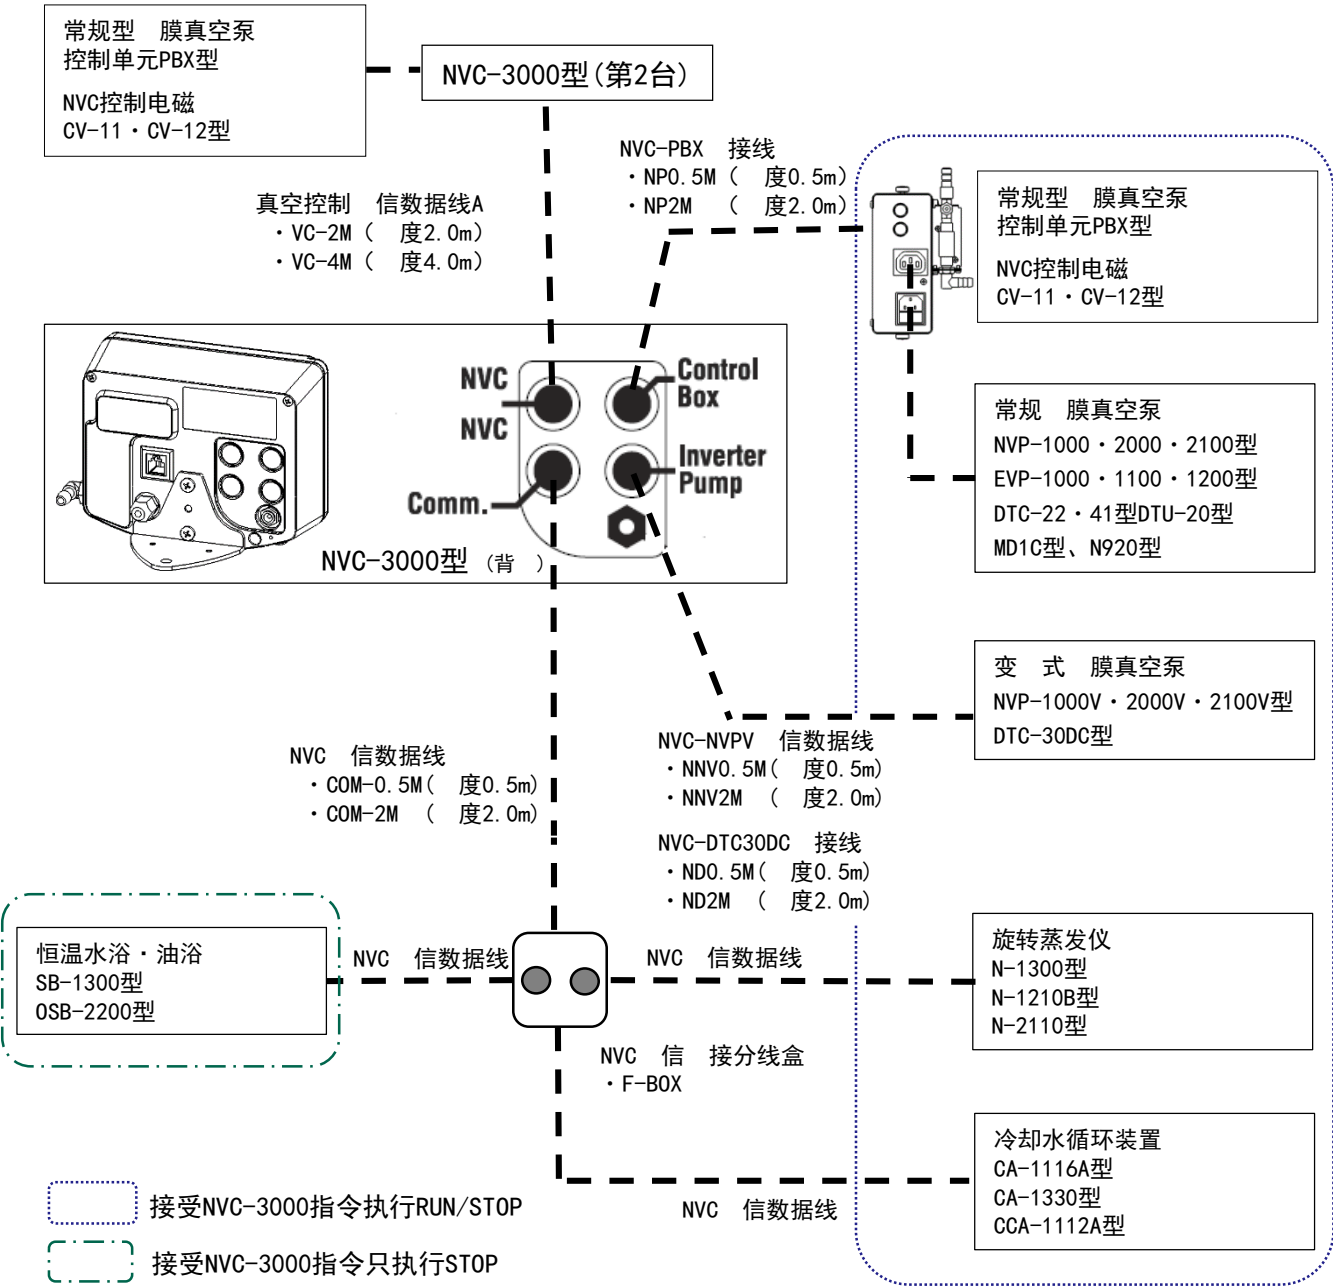 常规型 膜真空泵
控制单元PBX型
NVC控制电磁
CV-11・CV-12型
NVC-3000型(第2台)
真空控制 信数据线A
・VC-2M ( 度2.0m)
・VC-4M ( 度4.0m)
NVC-PBX 接线
・NP0.5M ( 度0.5m)
・NP2M ( 度2.0m)
常规型 膜真空泵
控制单元PBX型
NVC控制电磁
CV-11・CV-12型
NVC
NVC
Comm.
Control
Box
Inverter
Pump
NVC-3000型 (背 )
常规 膜真空泵
NVP-1000・2000・2100型
EVP-1000・1100・1200型
DTC-22・41型DTU-20型
MD1C型、N920型
变 式 膜真空泵
NVP-1000V・2000V・2100V型
DTC-30DC型
NVC 信数据线
・COM-0.5M( 度0.5m)
・COM-2M ( 度2.0m)
NVC-NVPV 信数据线
・NNV0.5M( 度0.5m)
・NNV2M ( 度2.0m)
NVC-DTC30DC 接线
・ND0.5M( 度0.5m)
・ND2M ( 度2.0m)
恒温水浴・油浴
SB-1300型
OSB-2200型
NVC 信数据线
NVC 信数据线
旋转蒸发仪
N-1300型
N-1210B型
N-2110型
NVC 信 接分线盒
・F-BOX
冷却水循环装置
CA-1116A型
CA-1330型
CCA-1112A型
NVC 信数据线
接受NVC-3000指令执行RUN/STOP
接受NVC-3000指令只执行STOP